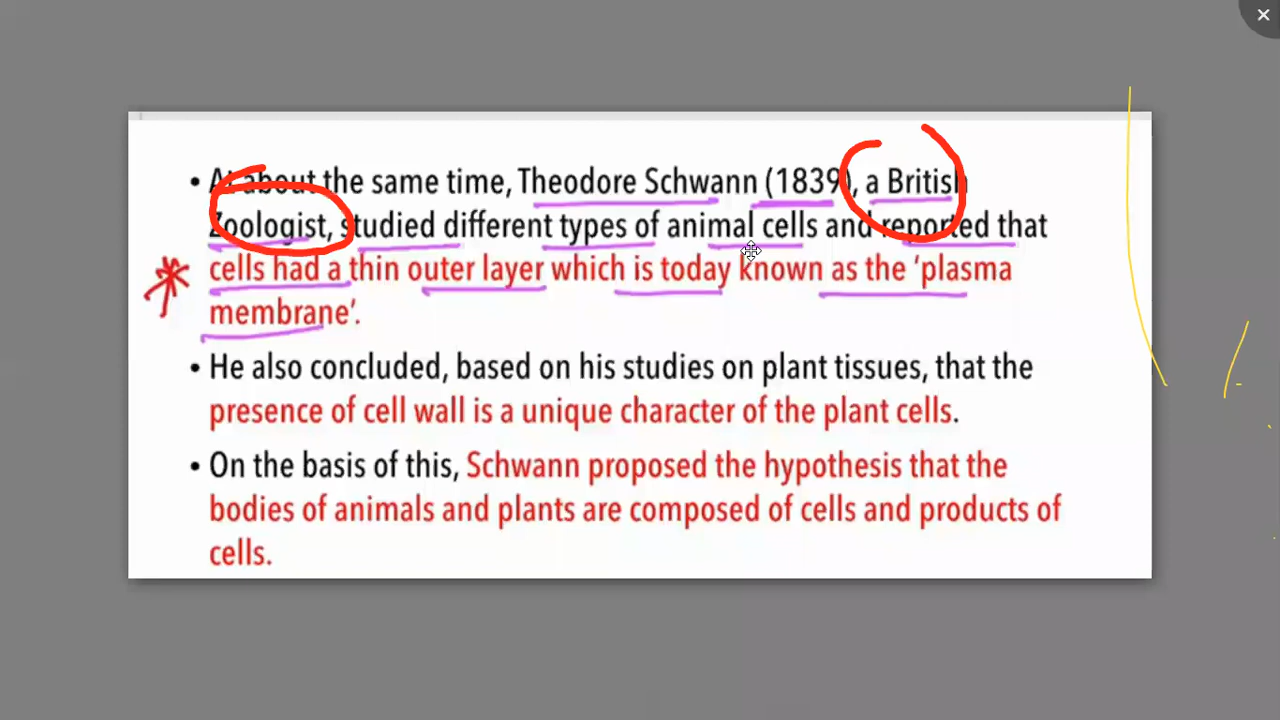 • At about the same time, Theodore Schwann (1839), a British
Zoologist, studied different types of animal cells and reported that
cells had a thin outer layer which is today known as the ‘plasma
membrane’.
• He also concluded, based on his studies on plant tissues, that the
presence of cell wall is a unique character of the plant cells.
• On the basis of this, Schwann proposed the hypothesis that the
bodies of animals and plants are composed of cells and products of
cells.